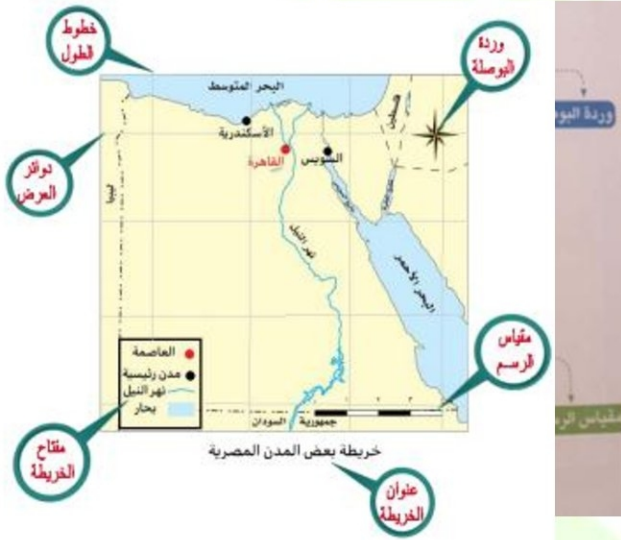 خطوط
الطول
وردة
البوصلة
البحر المتوسط
فلسطين
الأسكندرية
القاهرة
السويس
دوائر
العرض
ليبيا
نهر النيل
البحر الأحمر
مقياس
الرسم
العاصمة
مدن رئيسية
نهر النيل
بحار
جمهورية السودان
مفتاح
الخريطة
خريطة بعض المدن المصرية
عنوان
الخريطة
وردة البو
مقياس الر